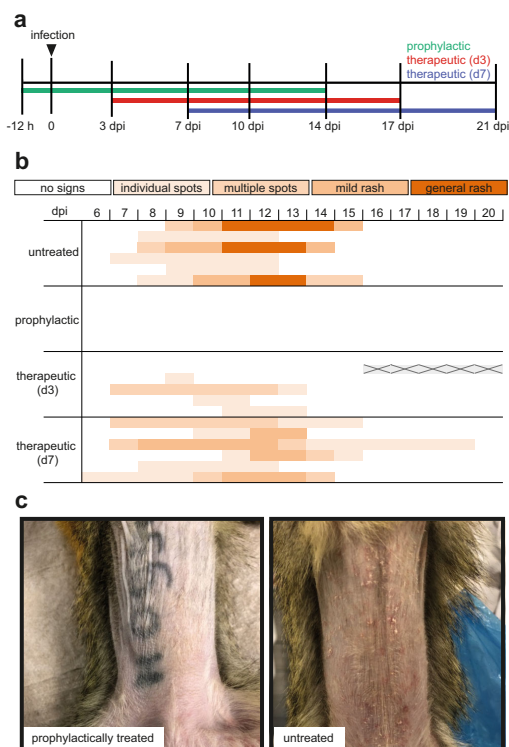 a
infection
prophylactic
therapeutic (d3)
therapeutic (d7)
-12 h 0 3 dpi 7 dpi 10 dpi 14 dpi 17 dpi 21 dpi
b
no signs individual spots multiple spots mild rash general rash
dpi 6 7 8 9 10 11 12 13 14 15 16 17 18 19 20
untreated
prophylactic
therapeutic
(d3)
therapeutic
(d7)
c
prophylactically treated untreated